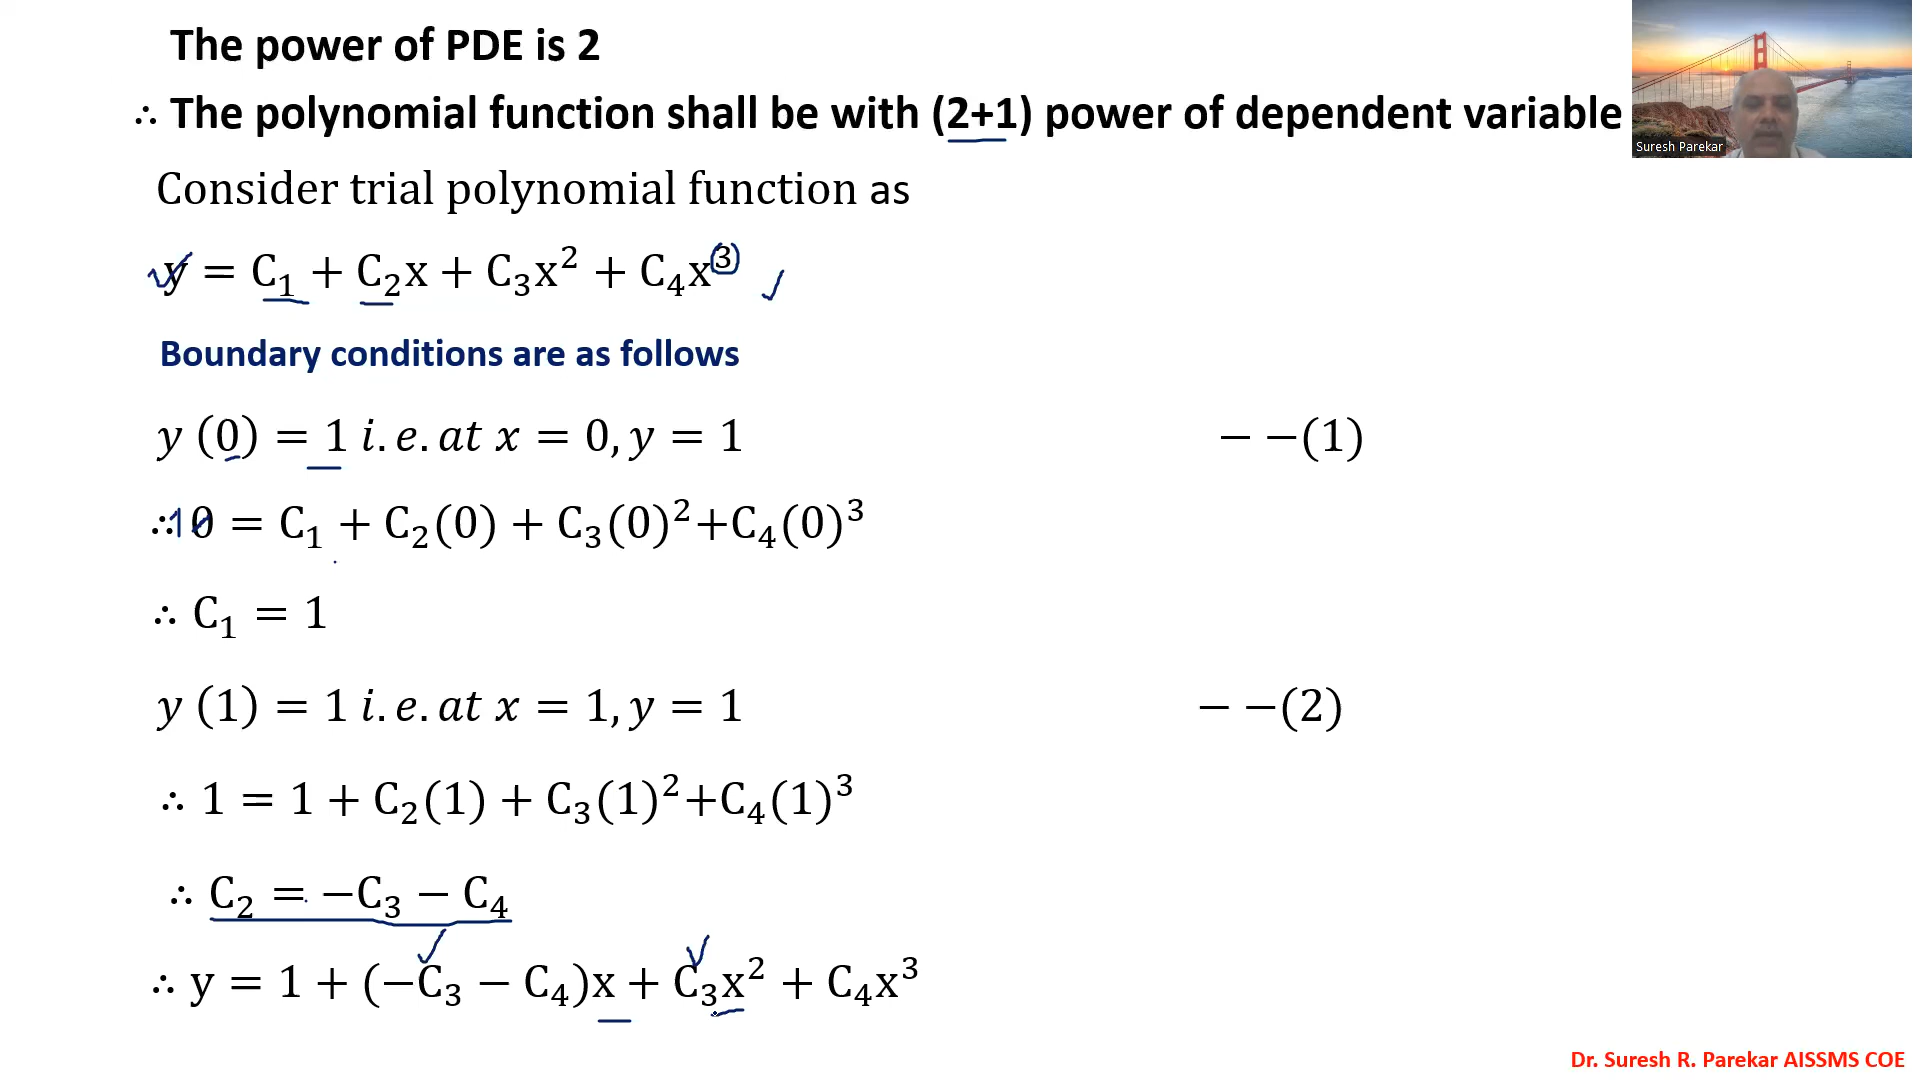 The power of PDE is 2
∴ The polynomial function shall be with (2+1) power of dependent variable
Suresh Parekar
Consider trial polynomial function as
y = C₁ + C₂x + C₃x² + C₄x³
Boundary conditions are as follows
y (0) = 1 i.e. at x = 0, y = 1 − −(1)
∴ 1 0 = C₁ + C₂(0) + C₃(0)²+C₄(0)³
∴ C₁ = 1
y (1) = 1 i.e. at x = 1, y = 1 − −(2)
∴ 1 = 1 + C₂(1) + C₃(1)²+C₄(1)³
∴ C₂ = −C₃ − C₄
∴ y = 1 + (−C₃ − C₄)x + C₃x² + C₄x³
Dr. Suresh R. Parekar AISSMS COE